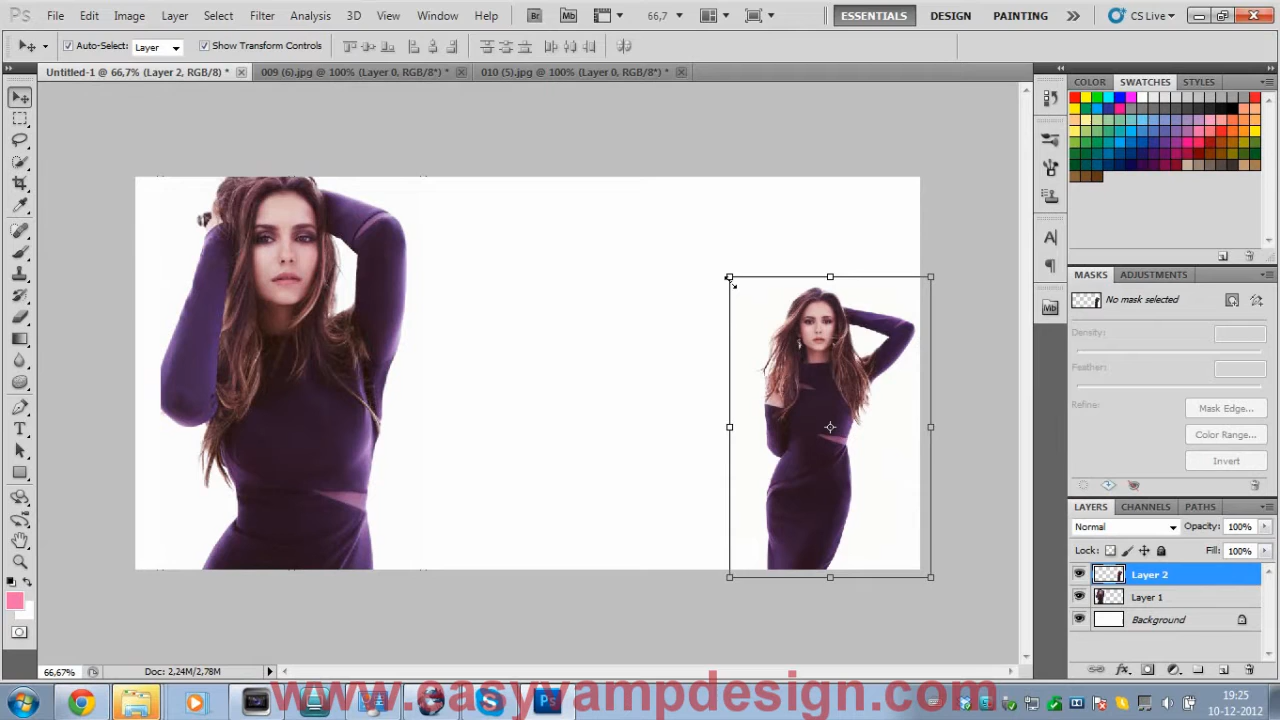 Ps File Edit Image Layer Select Filter Analysis 3D View Window Help Br Mb 66,7 ESSENTIALS DESIGN PAINTING CS Live
Auto-Select: Layer Show Transform Controls
Untitled-1 @ 66,7% (Layer 2, RGB/8) * 009 (6).jpg @ 100% (Layer 0, RGB/8*) * 010 (5).jpg @ 100% (Layer 0, RGB/8*) *
COLOR SWATCHES STYLES
MASKS ADJUSTMENTS
No mask selected
Density:
Feather:
Refine: Mask Edge...
Color Range...
Invert
LAYERS CHANNELS PATHS
Normal Opacity: 100%
Lock: Fill: 100%
Layer 2
Layer 1
Background
66,67% Doc: 2,24M/2,78M
www.easyvampdesign.com
19:25
10-12-2012